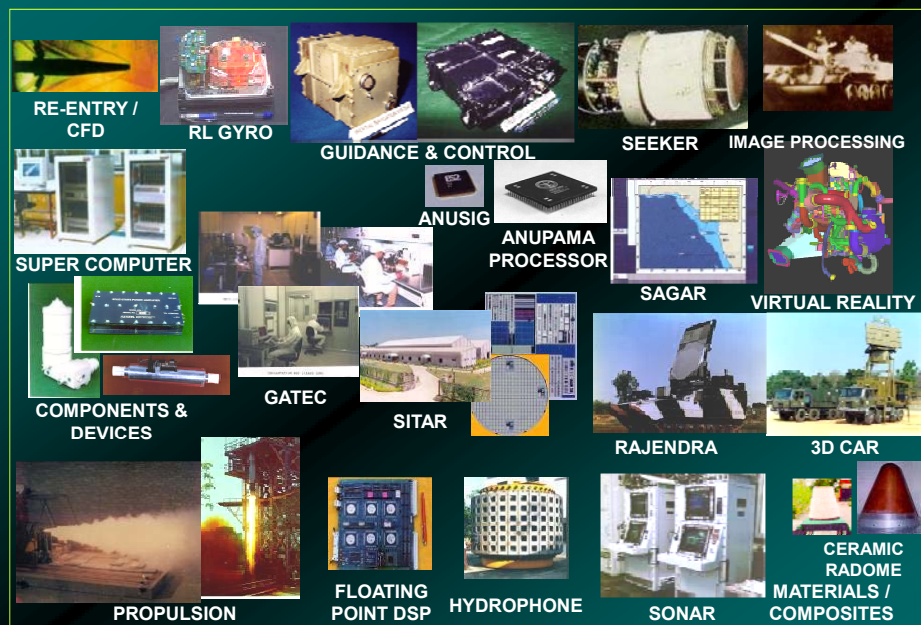 RE-ENTRY /
CFD
RL GYRO
GUIDANCE & CONTROL
SEEKER
IMAGE PROCESSING
SUPER COMPUTER
ANUSIG
ANUPAMA
PROCESSOR
SAGAR
VIRTUAL REALITY
COMPONENTS &
DEVICES
GATEC
SITAR
RAJENDRA
3D CAR
PROPULSION
FLOATING
POINT DSP
HYDROPHONE
SONAR
CERAMIC
RADOME
MATERIALS /
COMPOSITES